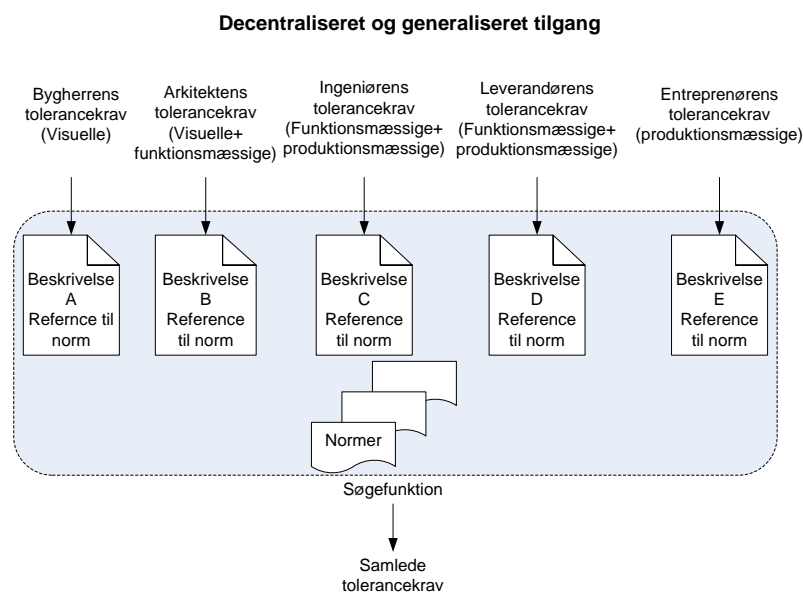 Decentraliseret og generaliseret tilgang
Bygherrens
tolerancekrav
(Visuelle)
Arkitektens
tolerancekrav
(Visuelle+
funktionsmæssige)
Ingeniørens
tolerancekrav
(Funktionsmæssige+
produktionsmæssige)
Leverandørens
tolerancekrav
(Funktionsmæssige+
produktionsmæssige)
Entreprenørens
tolerancekrav
(produktionsmæssige)
Beskrivelse
A
Refernce til
norm
Beskrivelse
B
Reference
til norm
Beskrivelse
C
Reference
til norm
Beskrivelse
D
Reference
til norm
Beskrivelse
E
Reference
til norm
Normer
Søgefunktion
Samlede
tolerancekrav